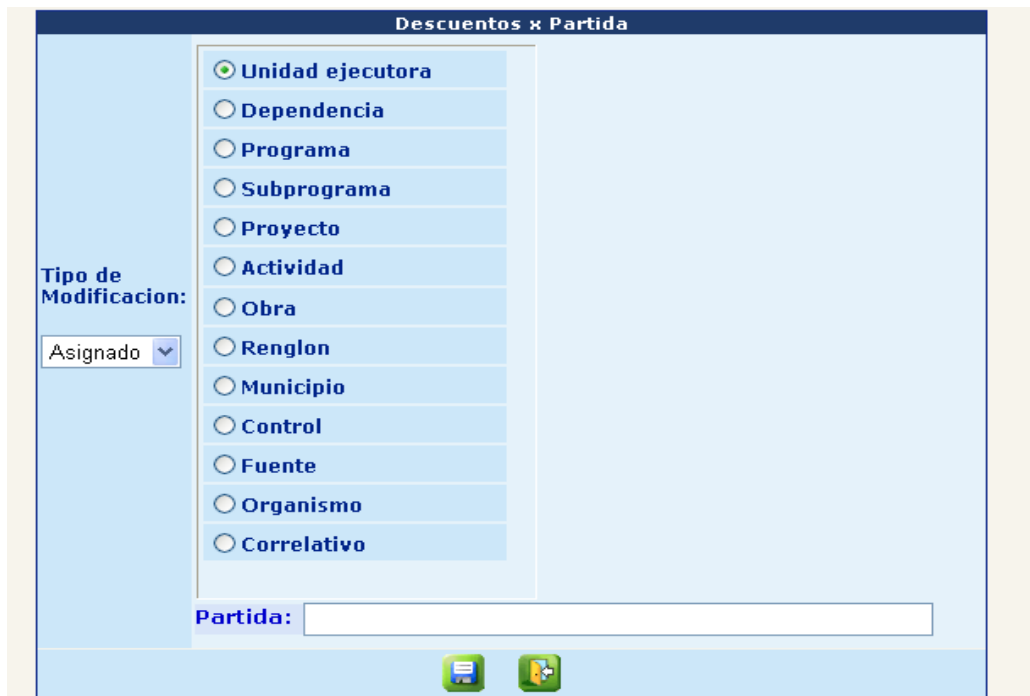 Descuentos x Partida
Tipo de
Modificacion:
Asignado
Unidad ejecutora
Dependencia
Programa
Subprograma
Proyecto
Actividad
Obra
Renglon
Municipio
Control
Fuente
Organismo
Correlativo
Partida: